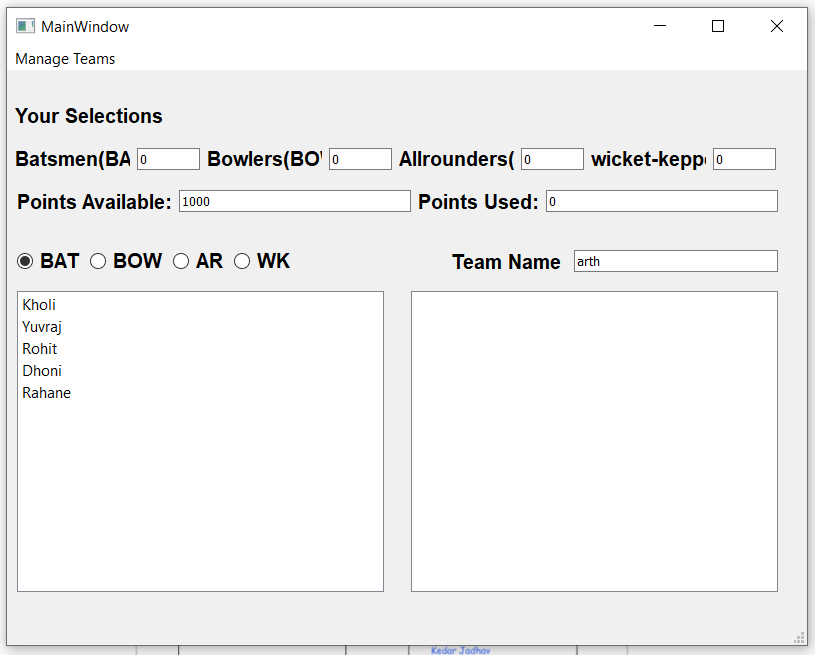 MainWindow
Manage Teams
Your Selections
Batsmen(BA 0 Bowlers(BO 0 Allrounders( 0 wicket-keppe 0
Points Available: 1000 Points Used: 0
BAT BOW AR WK Team Name arth
Kholi
Yuvraj
Rohit
Dhoni
Rahane
Kedar Jadhav